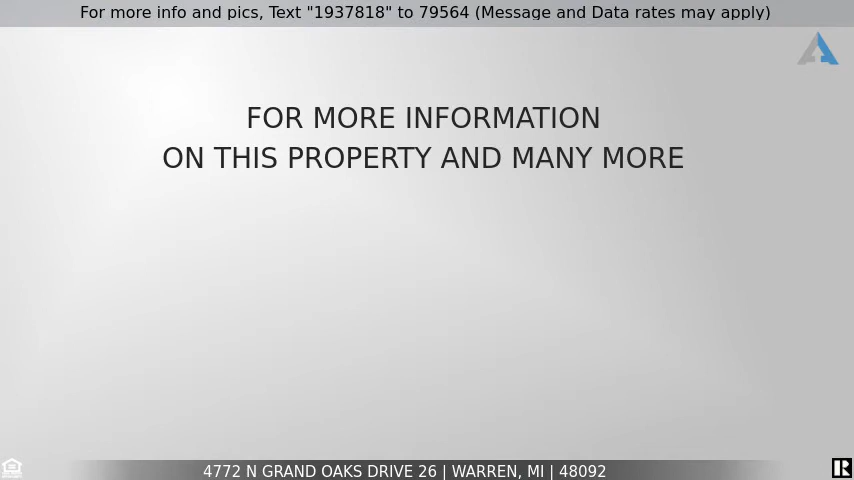 For more info and pics, Text "1937818" to 79564 (Message and Data rates may apply)
FOR MORE INFORMATION
ON THIS PROPERTY AND MANY MORE
4772 N GRAND OAKS DRIVE 26 | WARREN, MI | 48092